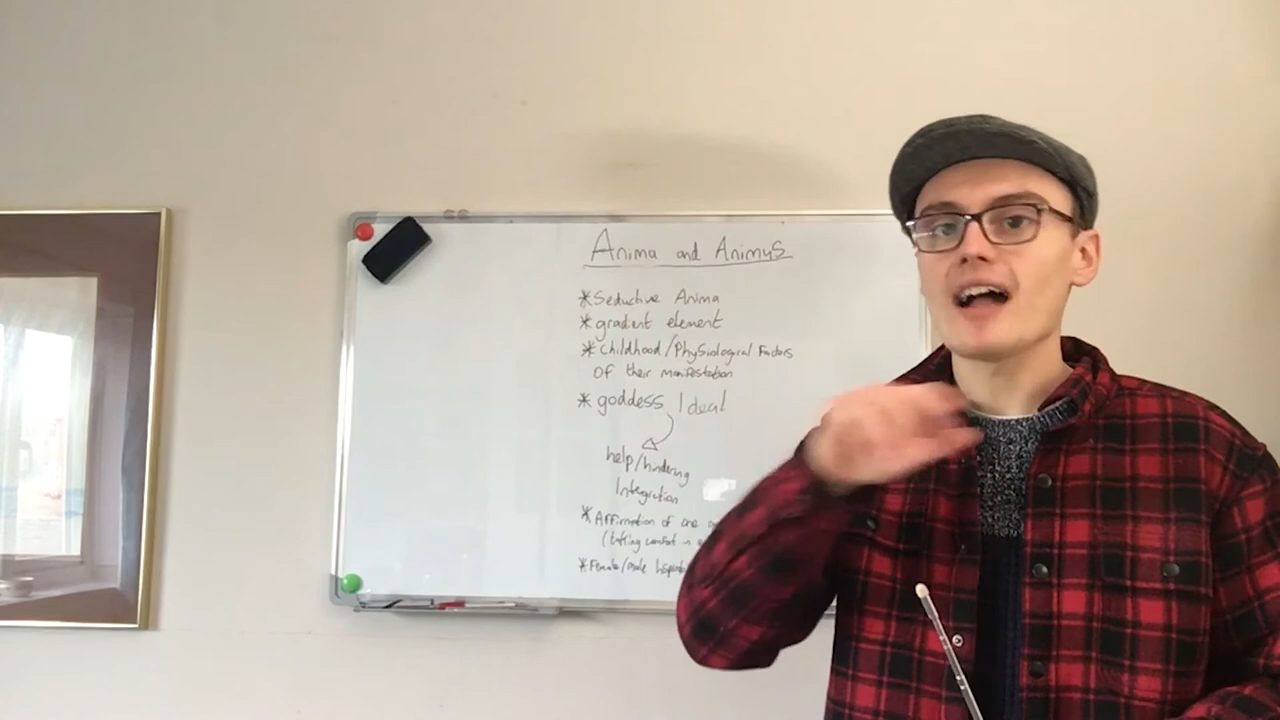 Anima and Animus
*Seductive Anima
*gradient element
*childhood/Physiological Factors
of their manifestation
*goddess Ideal
help/hindering
Integration
*Affirmation of one
(taking comfort in
*Female/male